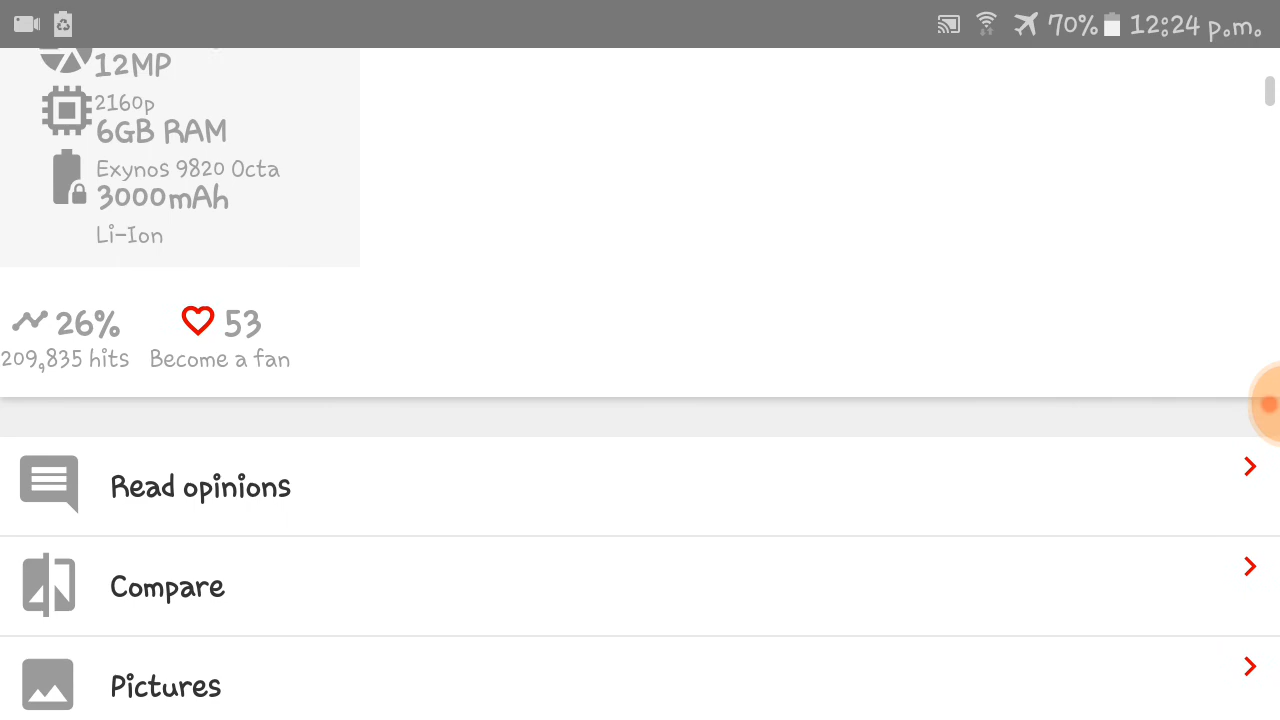 70% 12:24 p.m.
12MP
2160p
6GB RAM
Exynos 9820 Octa
3000mAh
Li-Ion
26% 53
209,835 hits Become a fan
Read opinions
Compare
Pictures